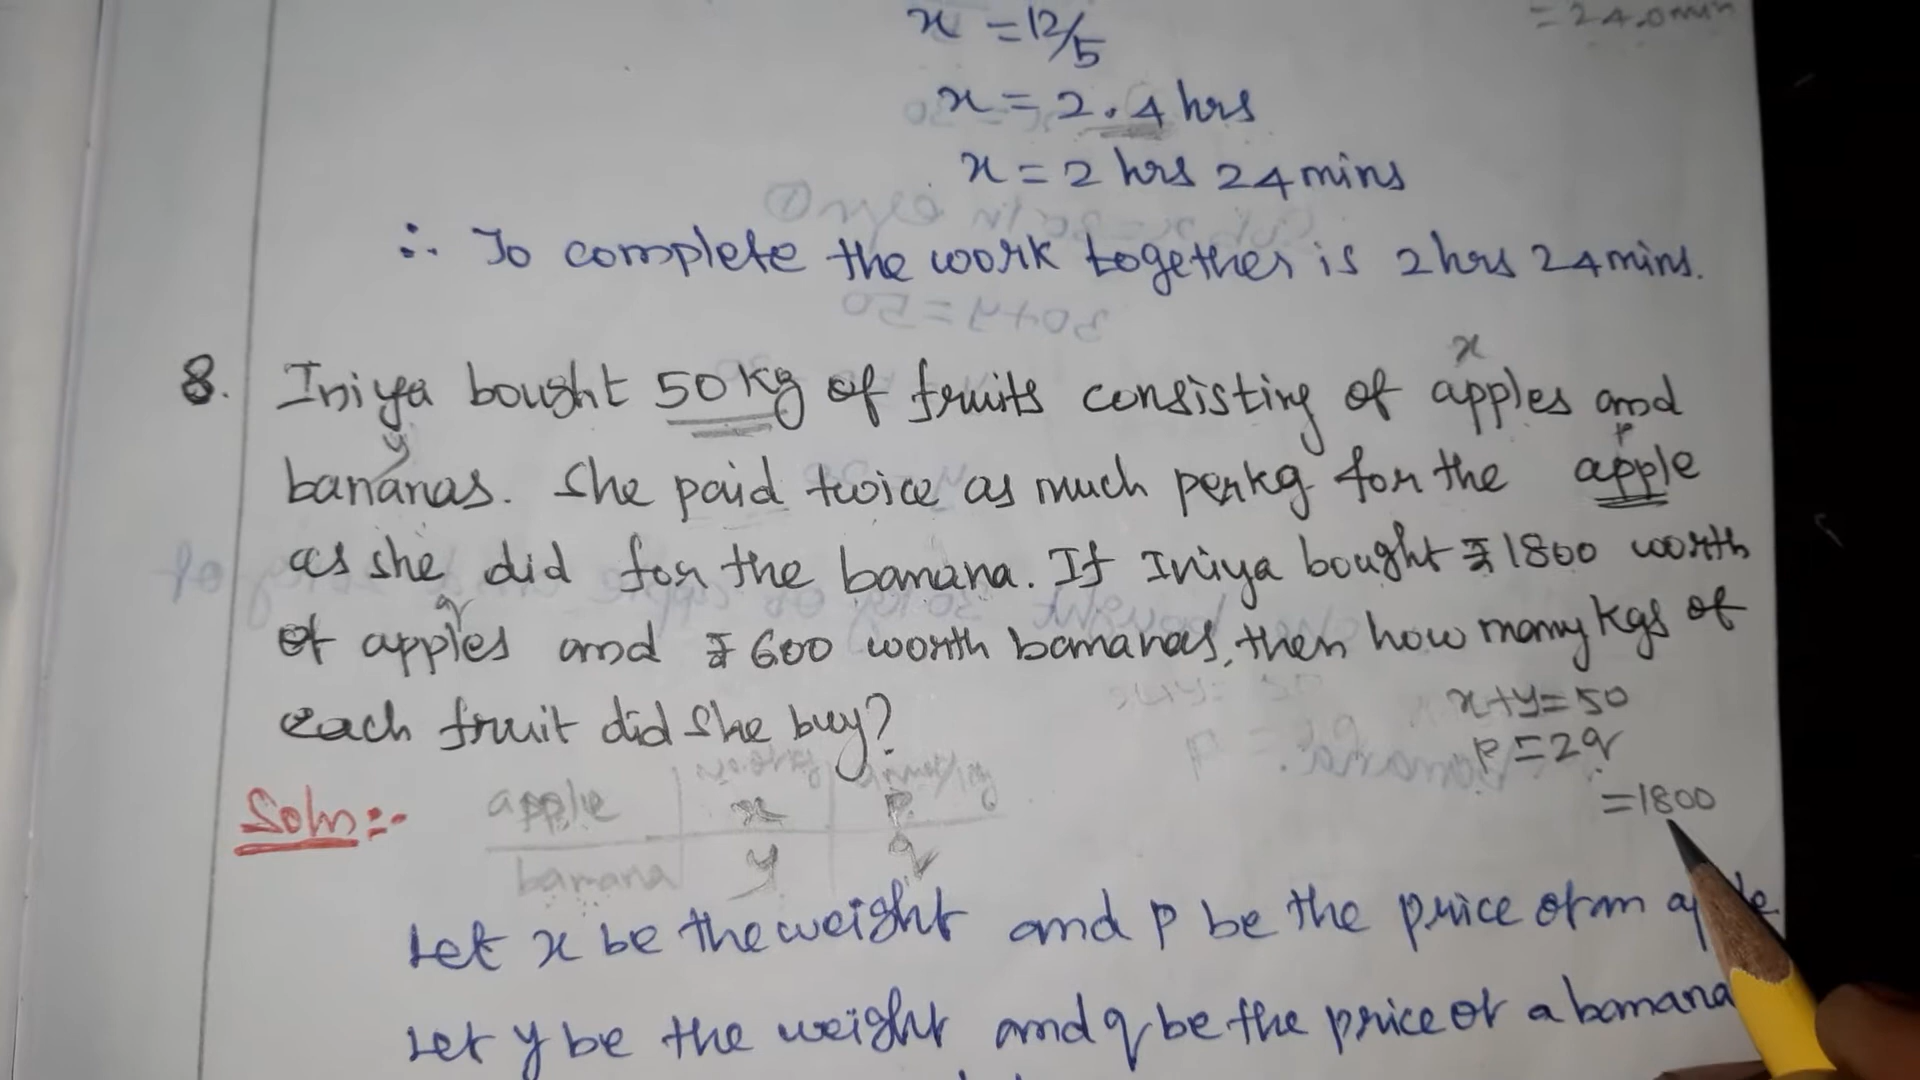 = 24.0min
x = 12/5
x = 2.4 hrs
x = 2 hrs 24 mins
∴ To complete the work together is 2 hrs 24 mins.
x
8. Iniya bought 50 kg of fruits consisting of apples and
y
p
bananas. She paid twice as much perkg for the apple
as she did for the banana. If Iniya bought ₹ 1800 worth
q
of apples and ₹ 600 worth bananas, then how many kgs of
each fruit did she buy?
x+y=50
p=2q
=1800
Soln:-
apple x p
banana y q
Let x be the weight and p be the price of an
Let y be the weight and q be the price of a banana